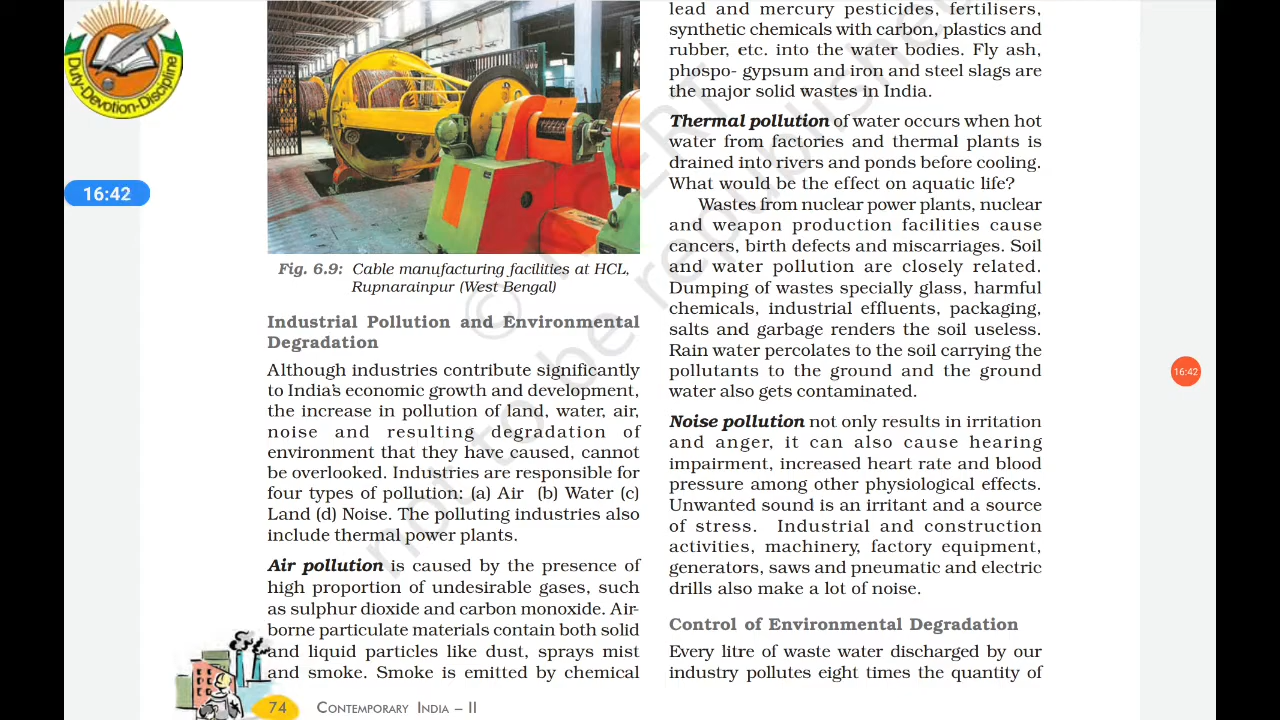 Duty-Devotion-Discipline
16:42
Fig. 6.9: Cable manufacturing facilities at HCL,
Rupnarainpur (West Bengal)
Industrial Pollution and Environmental
Degradation
Although industries contribute significantly
to India's economic growth and development,
the increase in pollution of land, water, air,
noise and resulting degradation of
environment that they have caused, cannot
be overlooked. Industries are responsible for
four types of pollution: (a) Air (b) Water (c)
Land (d) Noise. The polluting industries also
include thermal power plants.
Air pollution is caused by the presence of
high proportion of undesirable gases, such
as sulphur dioxide and carbon monoxide. Air-
borne particulate materials contain both solid
and liquid particles like dust, sprays mist
and smoke. Smoke is emitted by chemical
74 Contemporary India – II
lead and mercury pesticides, fertilisers,
synthetic chemicals with carbon, plastics and
rubber, etc. into the water bodies. Fly ash,
phospo- gypsum and iron and steel slags are
the major solid wastes in India.
Thermal pollution of water occurs when hot
water from factories and thermal plants is
drained into rivers and ponds before cooling.
What would be the effect on aquatic life?
Wastes from nuclear power plants, nuclear
and weapon production facilities cause
cancers, birth defects and miscarriages. Soil
and water pollution are closely related.
Dumping of wastes specially glass, harmful
chemicals, industrial effluents, packaging,
salts and garbage renders the soil useless.
Rain water percolates to the soil carrying the
pollutants to the ground and the ground
water also gets contaminated.
Noise pollution not only results in irritation
and anger, it can also cause hearing
impairment, increased heart rate and blood
pressure among other physiological effects.
Unwanted sound is an irritant and a source
of stress. Industrial and construction
activities, machinery, factory equipment,
generators, saws and pneumatic and electric
drills also make a lot of noise.
Control of Environmental Degradation
Every litre of waste water discharged by our
industry pollutes eight times the quantity of
16:42
not to be republished